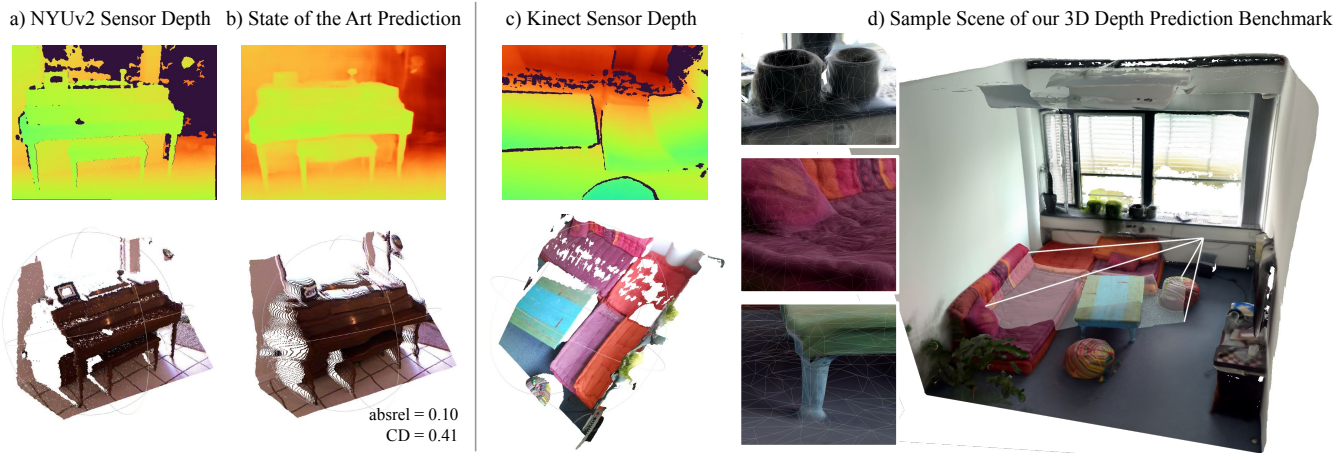 a) NYUv2 Sensor Depth
b) State of the Art Prediction
c) Kinect Sensor Depth
d) Sample Scene of our 3D Depth Prediction Benchmark
absrel = 0.10
CD = 0.41